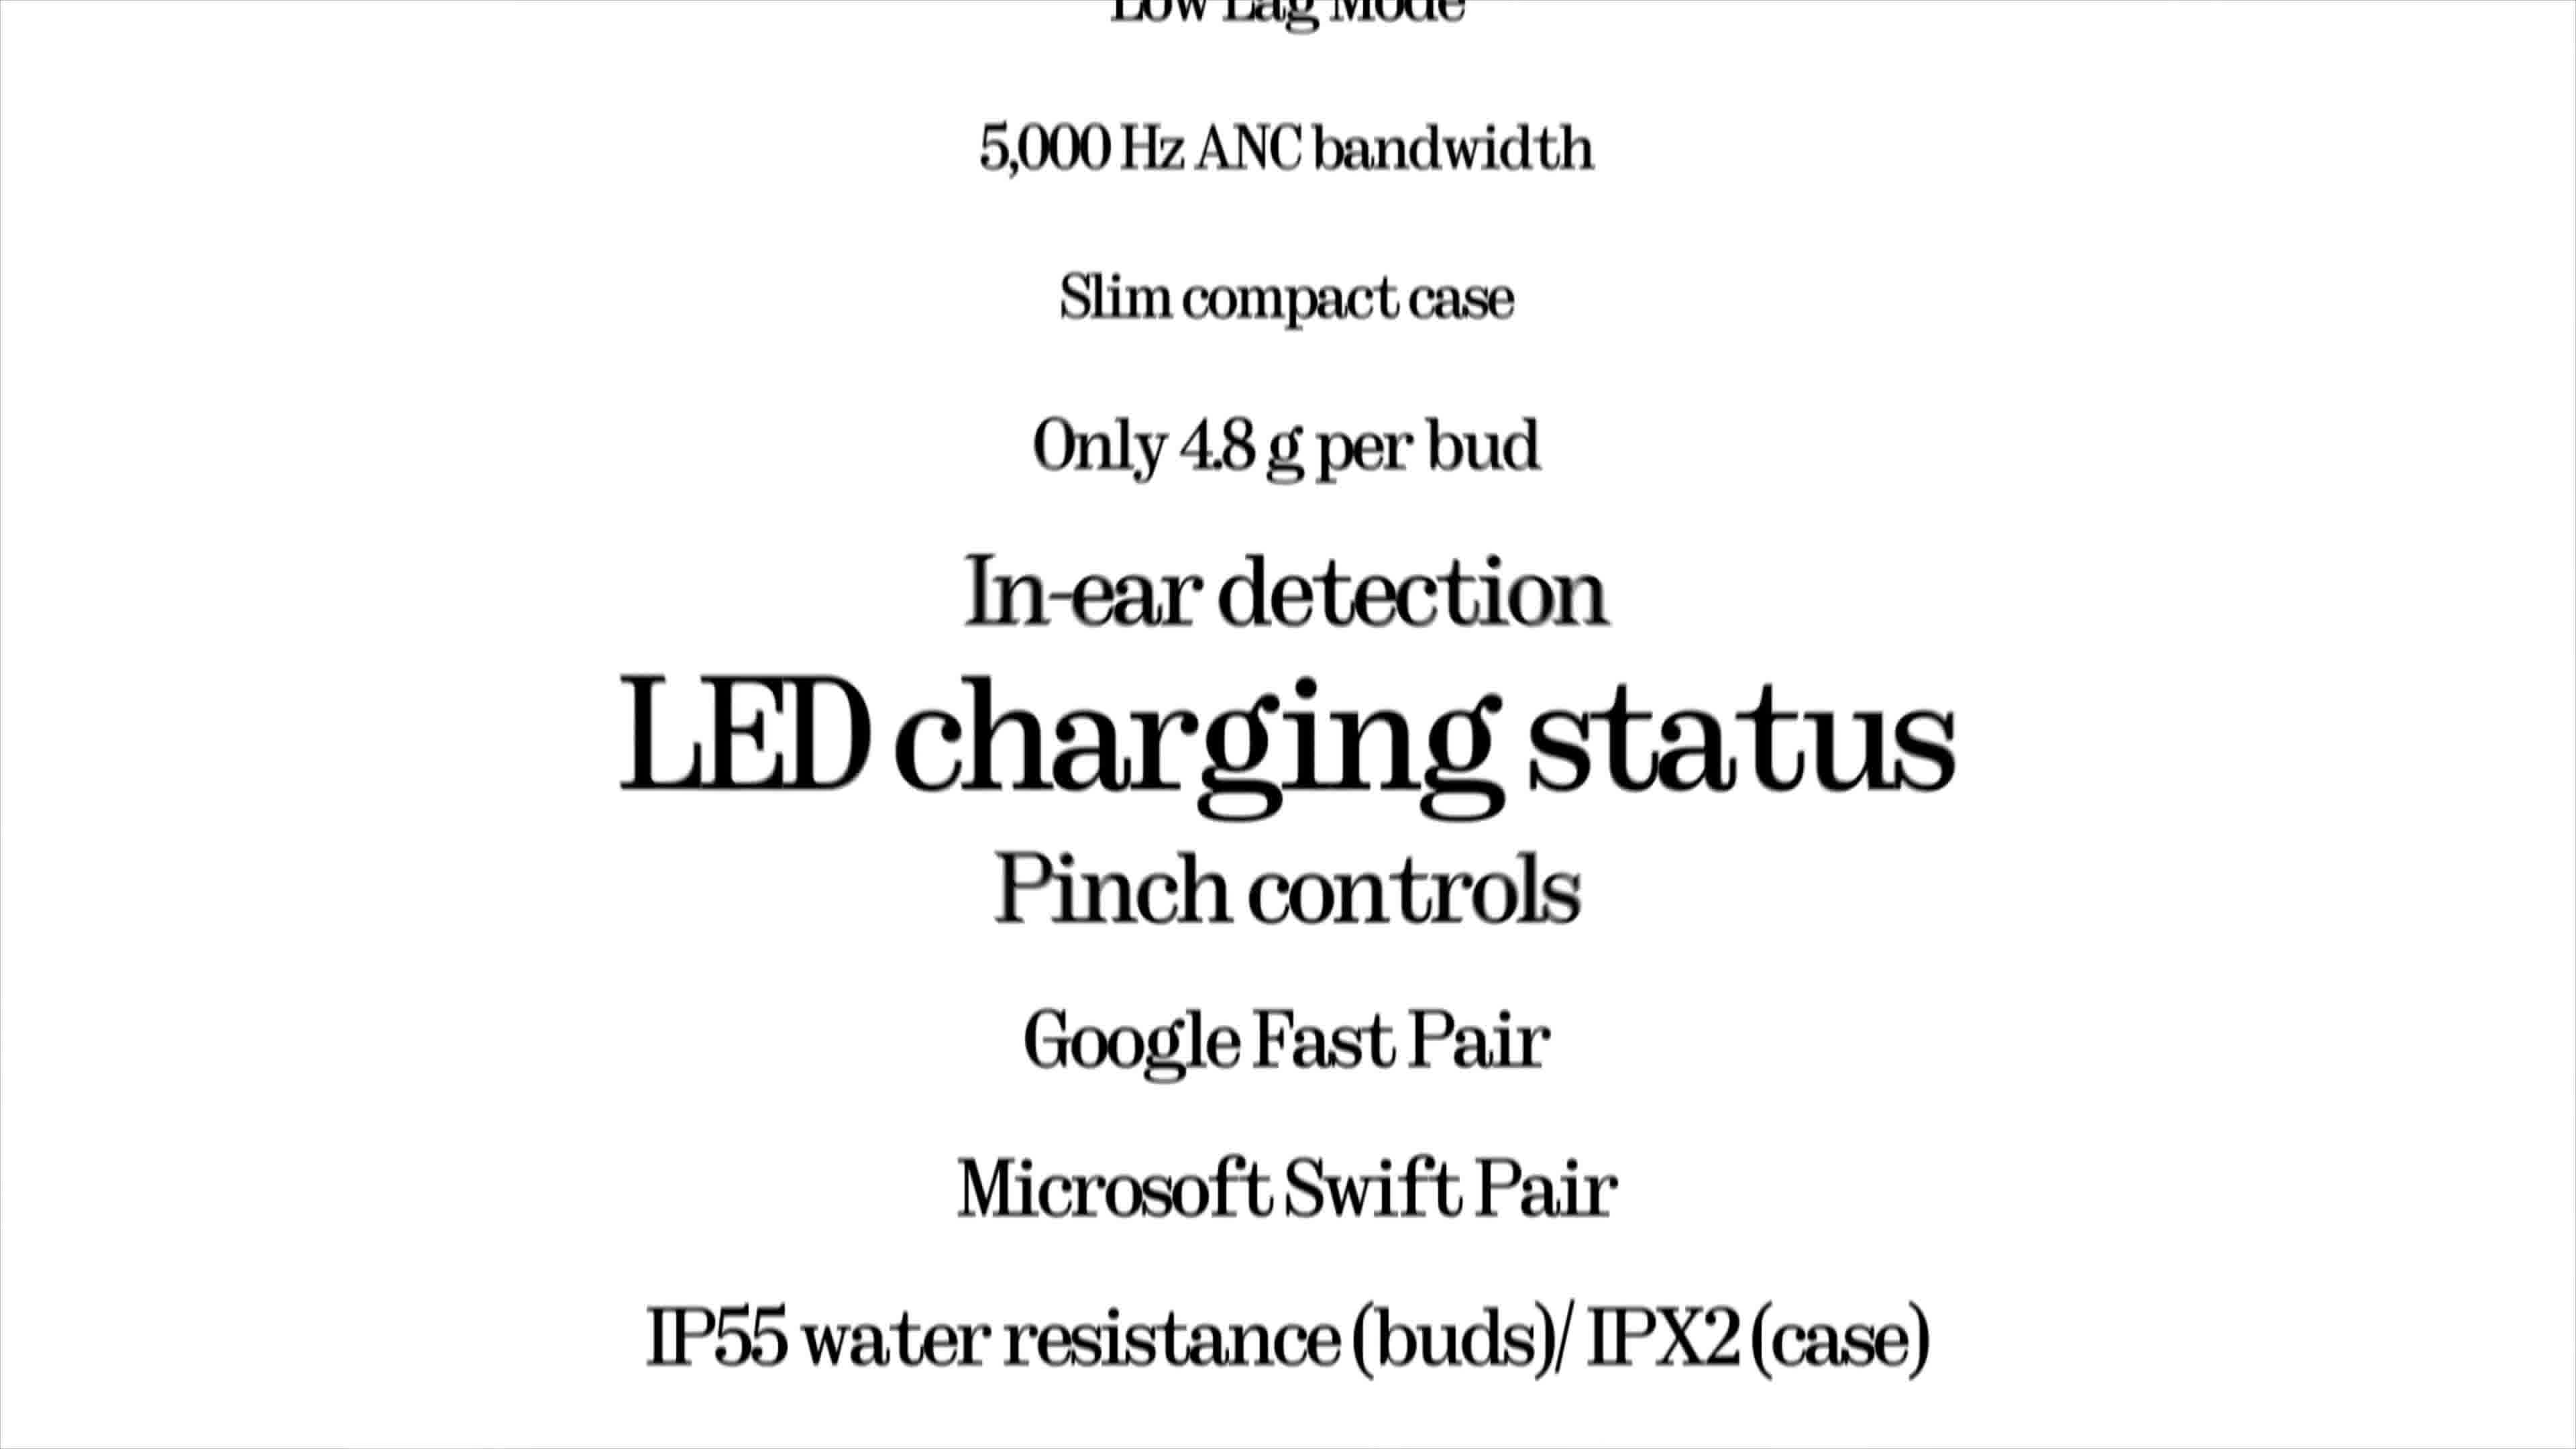 Low Lag Mode
5,000 Hz ANC bandwidth
Slim compact case
Only 4.8 g per bud
In-ear detection
LED charging status
Pinch controls
Google Fast Pair
Microsoft Swift Pair
IP55 water resistance (buds)/ IPX2 (case)